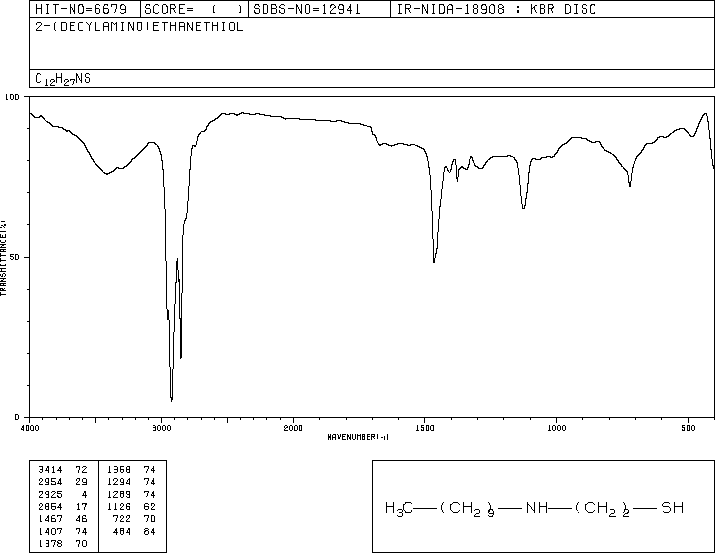 HIT-NO=6679 SCORE= ( ) SDBS-NO=12941 IR-NIDA-18908 : KBR DISC
2-(DECYLAMINO)ETHANETHIOL
C12H27NS
100
TRANSMITTANCE(%)
50
0
4000 3000 2000 1500 1000 500
WAVENUMBER(-1)
3414 72 1368 74
2954 29 1294 74
2925 4 1289 74
2854 17 1126 62
1467 46 722 70
1407 74 484 84
1378 70
H3C—(CH2)9—NH—(CH2)2—SH